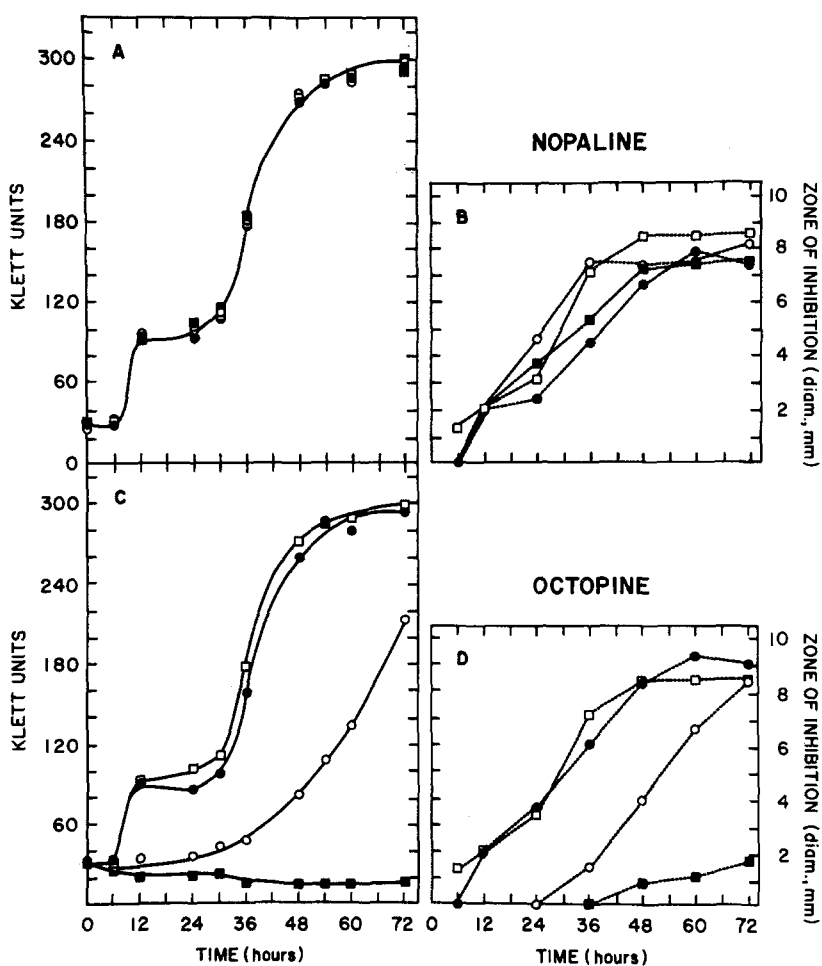 A
300
240
180
120
60
0
KLETT UNITS
NOPALINE
B
10
8
6
4
2
ZONE OF INHIBITION (diam., mm)
C
300
240
180
120
60
KLETT UNITS
0 12 24 36 48 60 72
TIME (hours)
OCTOPINE
D
10
8
6
4
2
ZONE OF INHIBITION (diam., mm)
0 12 24 36 48 60 72
TIME (hours)